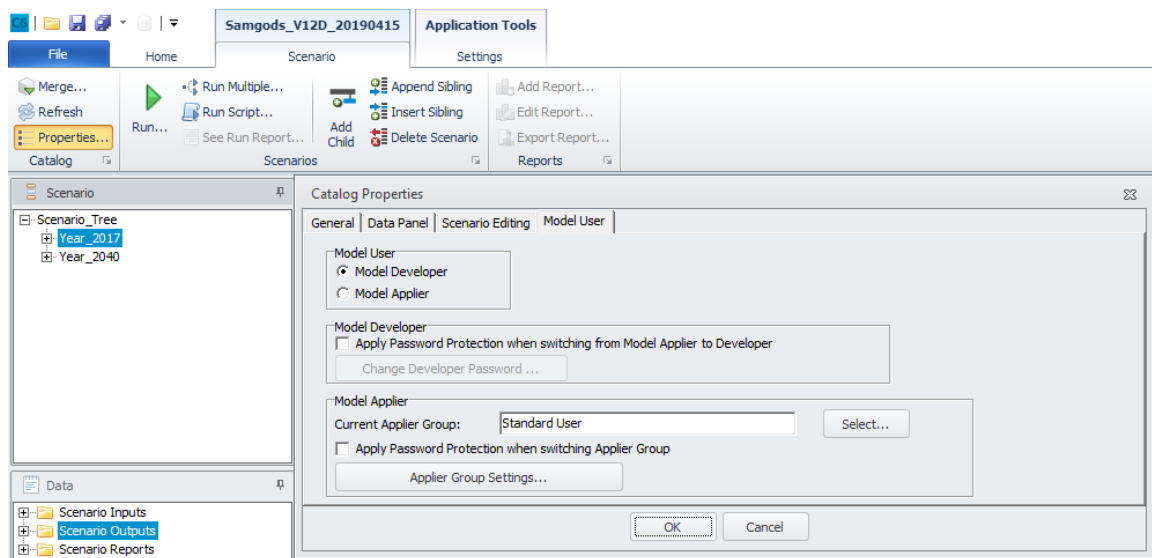 C6
Samgods_V12D_20190415 Application Tools
File Home Scenario Settings
Merge... Run Multiple... Append Sibling Add Report...
Refresh Run... Run Script... Add Child Insert Sibling Edit Report...
Properties... See Run Report... Delete Scenario Export Report...
Catalog Scenarios Reports
Scenario
Scenario_Tree
Year_2017
Year_2040
Catalog Properties
General Data Panel Scenario Editing Model User
Model User
Model Developer
Model Applier
Model Developer
Apply Password Protection when switching from Model Applier to Developer
Change Developer Password ...
Model Applier
Current Applier Group: Standard User Select...
Apply Password Protection when switching Applier Group
Applier Group Settings...
OK Cancel
Data
Scenario Inputs
Scenario Outputs
Scenario Reports